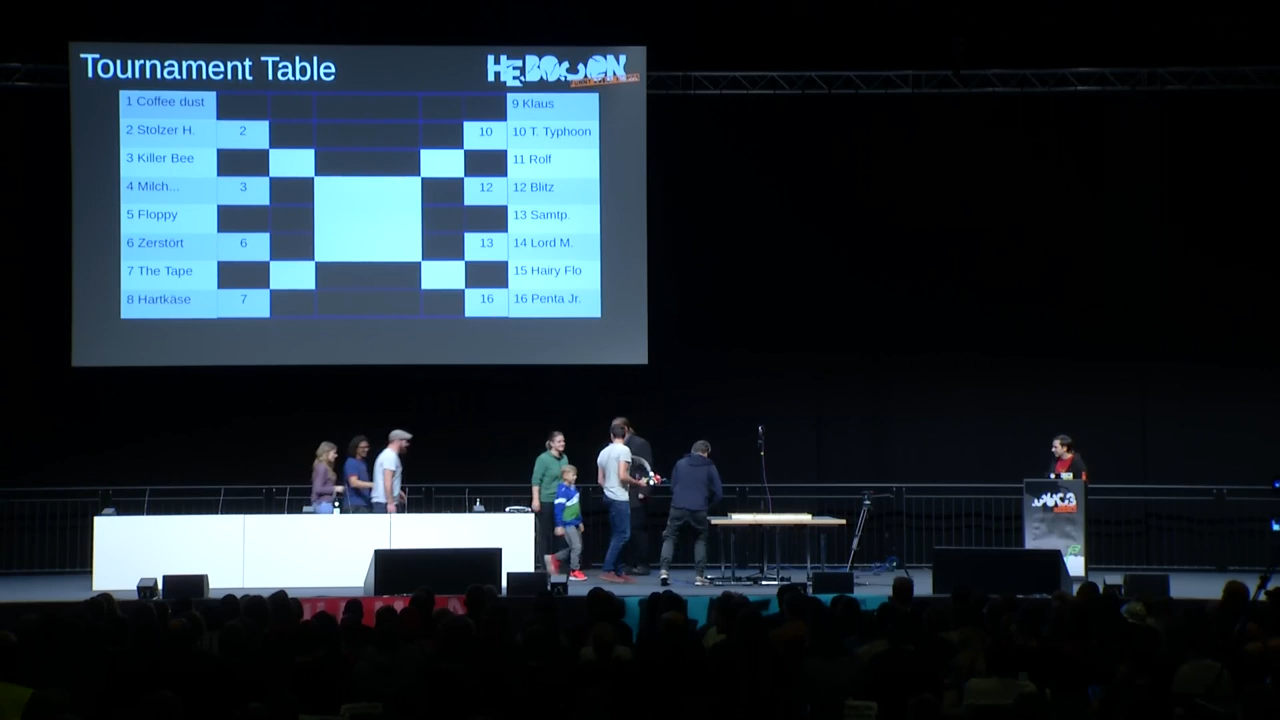 Tournament Table
HEBOCON
1 Coffee dust
9 Klaus
2 Stolzer H.
2
10
10 T. Typhoon
3 Killer Bee
11 Rolf
4 Milch...
3
12
12 Blitz
5 Floppy
13 Samtp.
6 Zerstört
6
13
14 Lord M.
7 The Tape
15 Hairy Flo
8 Hartkäse
7
16
16 Penta Jr.